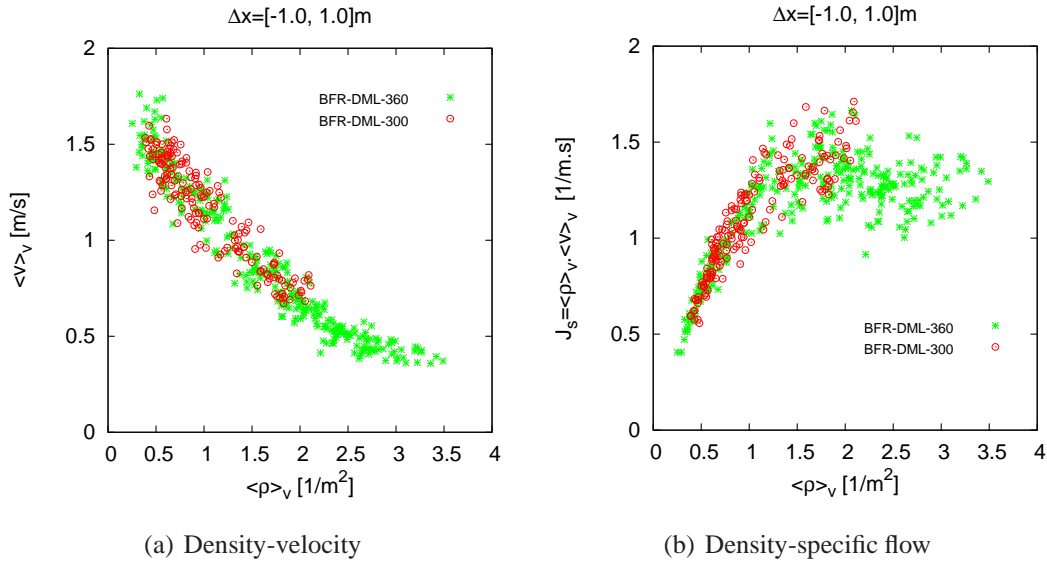 Δx=[-1.0, 1.0]m
2
1.5
1
0.5
0
0 0.5 1 1.5 2 2.5 3 3.5 4
<v>ᵥ [m/s]
<ρ>ᵥ [1/m²]
BFR-DML-360
BFR-DML-300
(a) Density-velocity
Δx=[-1.0, 1.0]m
2
1.5
1
0.5
0
0 0.5 1 1.5 2 2.5 3 3.5 4
Jₛ=<ρ>ᵥ.<v>ᵥ [1/m.s]
<ρ>ᵥ [1/m²]
BFR-DML-360
BFR-DML-300
(b) Density-specific flow